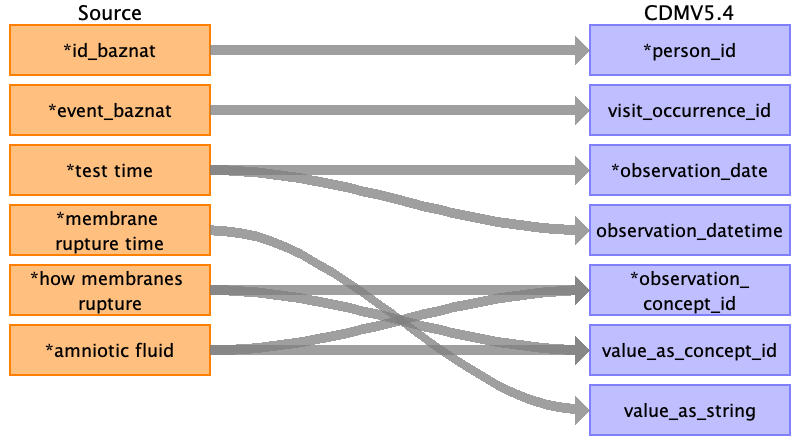 Source
CDMV5.4
*id_baznat
*person_id
*event_baznat
visit_occurrence_id
*test time
*observation_date
*membrane
rupture time
observation_datetime
*how membranes
rupture
*observation_
concept_id
*amniotic fluid
value_as_concept_id
value_as_string